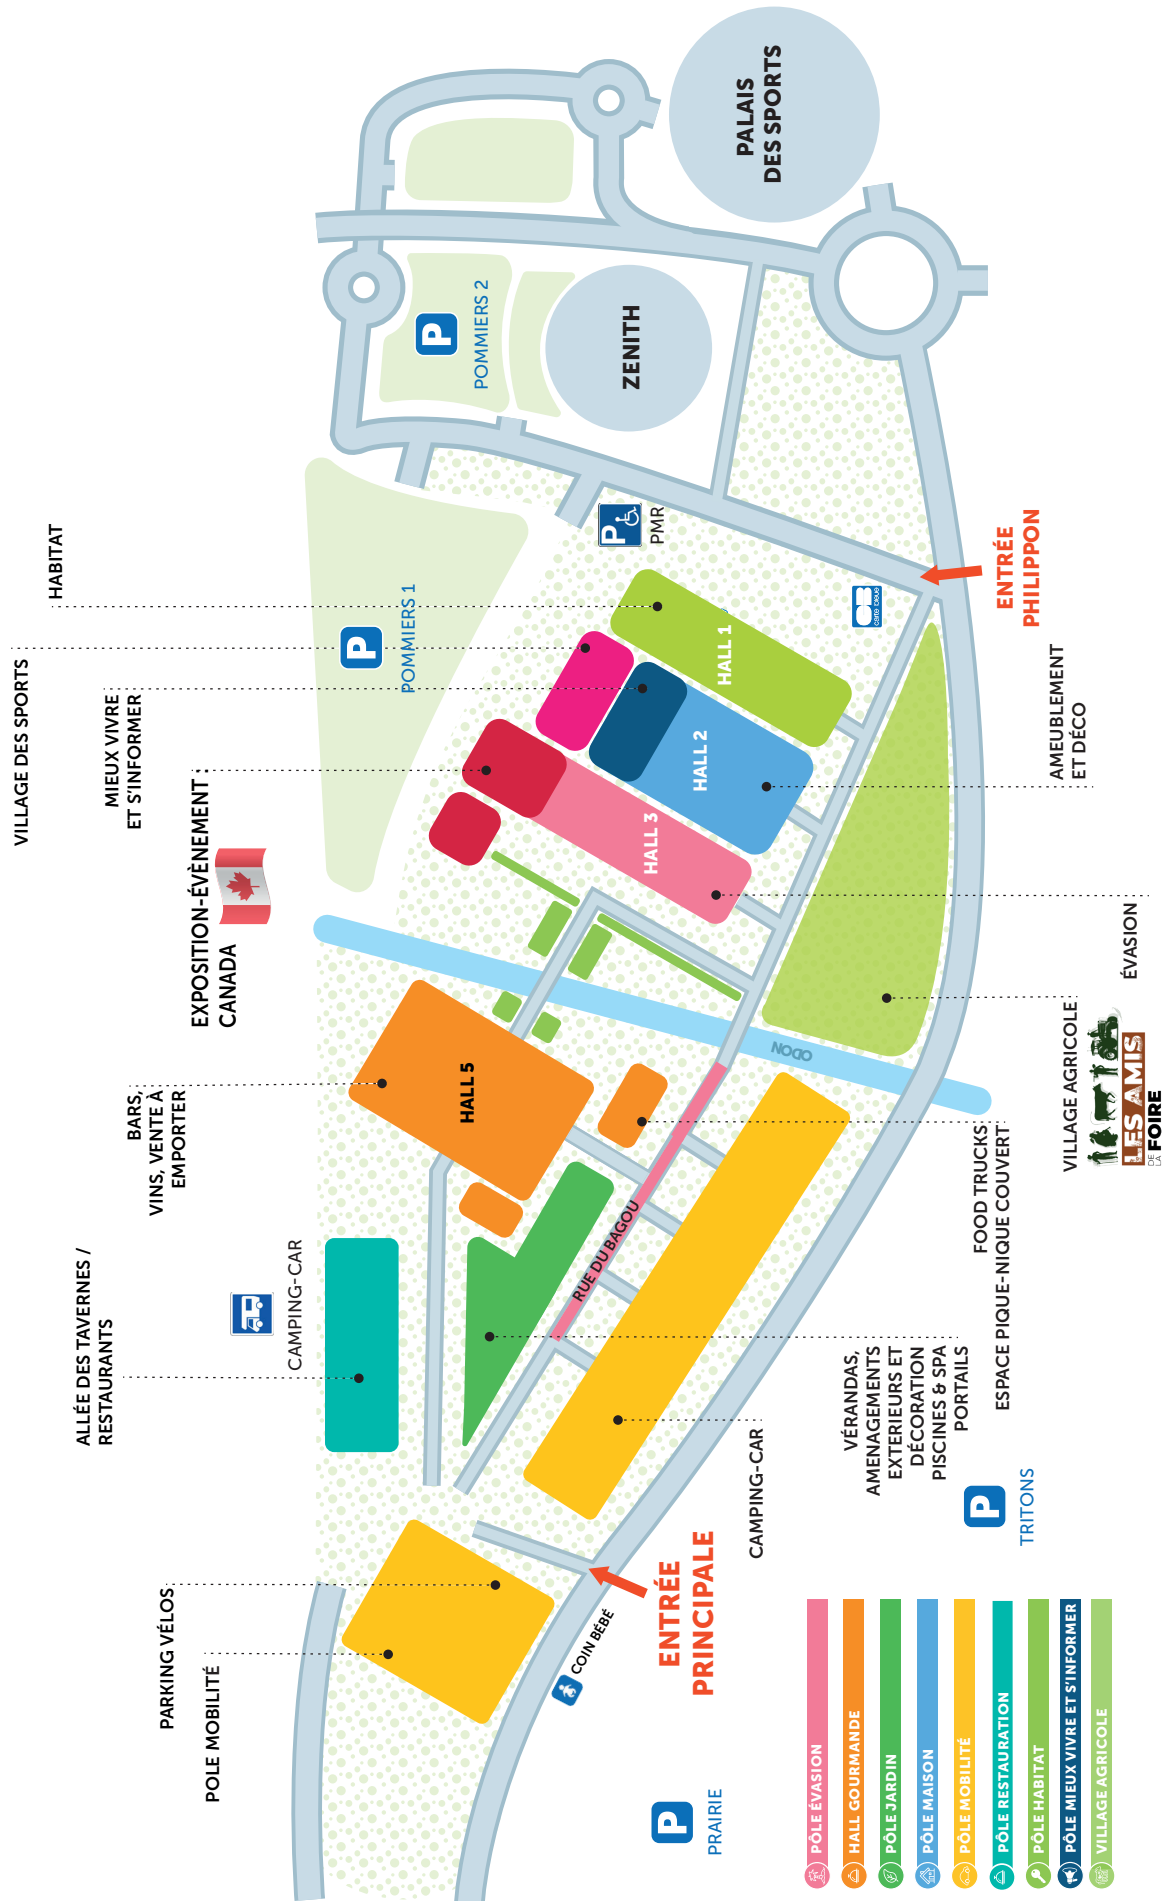 PALAIS
DES SPORTS
ZENITH
P
POMMIERS 2
P
POMMIERS 1
P
PMR
HABITAT
VILLAGE DES SPORTS
MIEUX VIVRE
ET S'INFORMER
EXPOSITION-ÉVÈNEMENT :
CANADA
HALL 1
HALL 2
HALL 3
CB
carte bleue
ENTRÉE
PHILIPPON
AMEUBLEMENT
ET DÉCO
ÉVASION
VILLAGE AGRICOLE
LES AMIS
DE LA FOIRE
ODON
BARS,
VINS, VENTE À
EMPORTER
HALL 5
FOOD TRUCKS
ESPACE PIQUE-NIQUE COUVERT
RUE DU BAGOU
ALLÉE DES TAVERNES /
RESTAURANTS
CAMPING-CAR
VÉRANDAS,
AMENAGEMENTS
EXTERIEURS ET
DÉCORATION
PISCINES & SPA
PORTAILS
CAMPING-CAR
P
TRITONS
PARKING VÉLOS
POLE MOBILITÉ
ENTRÉE
PRINCIPALE
COIN BÉBÉ
P
PRAIRIE
PÔLE ÉVASION
HALL GOURMANDE
PÔLE JARDIN
PÔLE MAISON
PÔLE MOBILITÉ
PÔLE RESTAURATION
PÔLE HABITAT
PÔLE MIEUX VIVRE ET S'INFORMER
VILLAGE AGRICOLE